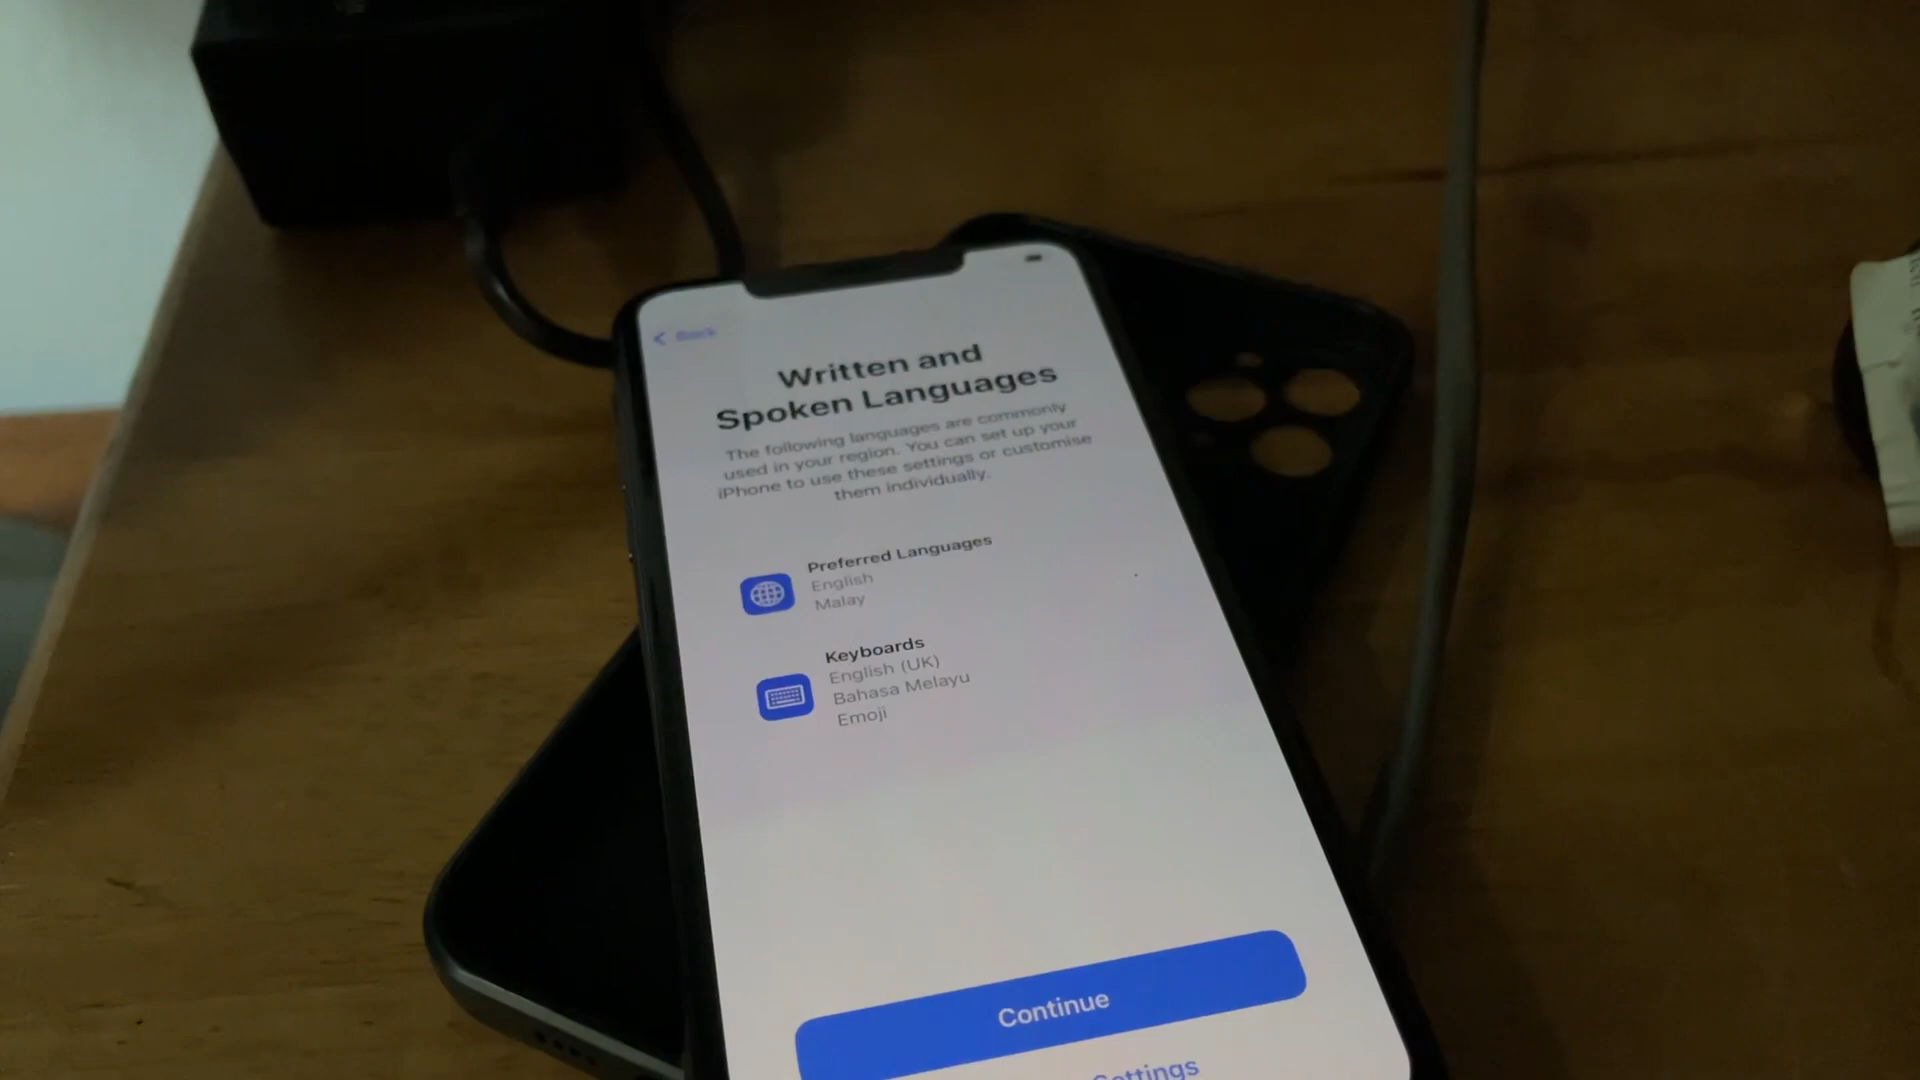 Back
Written and
Spoken Languages
The following languages are commonly
used in your region. You can set up your
iPhone to use these settings or customise
them individually.
Preferred Languages
English
Malay
Keyboards
English (UK)
Bahasa Melayu
Emoji
Continue
Settings